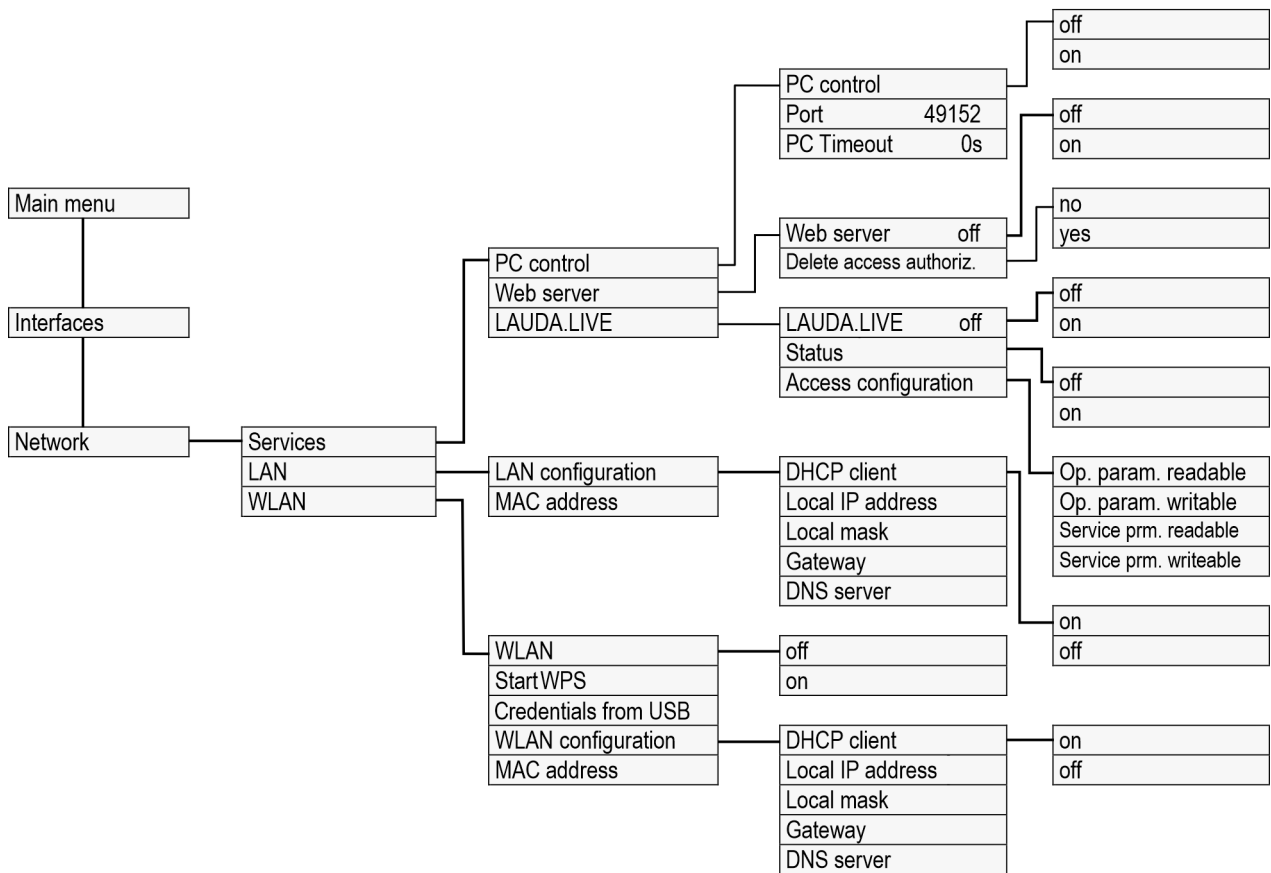 Main menu
Interfaces
Network
Services
LAN
WLAN
PC control
Web server
LAUDA.LIVE
LAN configuration
MAC address
WLAN
Start WPS
Credentials from USB
WLAN configuration
MAC address
PC control
Port 49152
PC Timeout 0s
Web server off
Delete access authoriz.
LAUDA.LIVE off
Status
Access configuration
DHCP client
Local IP address
Local mask
Gateway
DNS server
off
on
DHCP client
Local IP address
Local mask
Gateway
DNS server
off
on
off
on
no
yes
off
on
off
on
Op. param. readable
Op. param. writable
Service prm. readable
Service prm. writeable
on
off
on
off